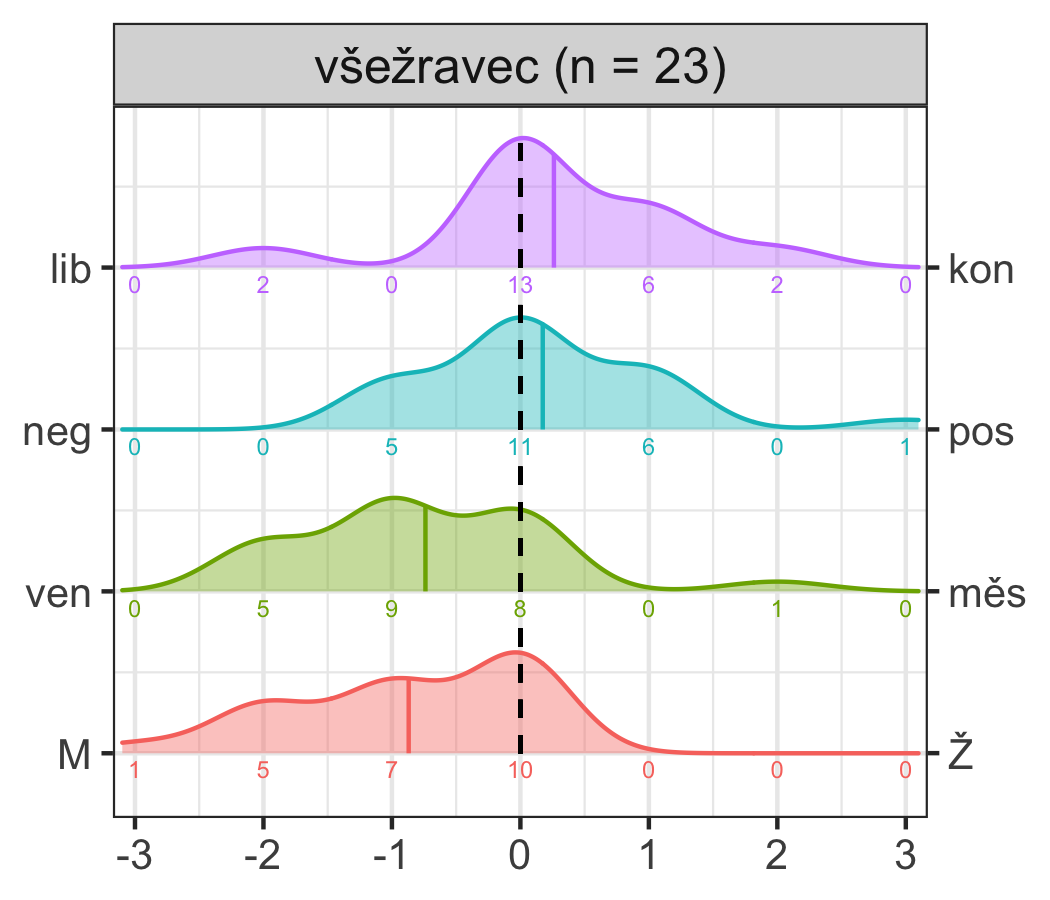 všežravec (n = 23)
lib kon
0 2 0 13 6 2 0
neg pos
0 0 5 11 6 0 1
ven měs
0 5 9 8 0 1 0
M Ž
1 5 7 10 0 0 0
-3 -2 -1 0 1 2 3